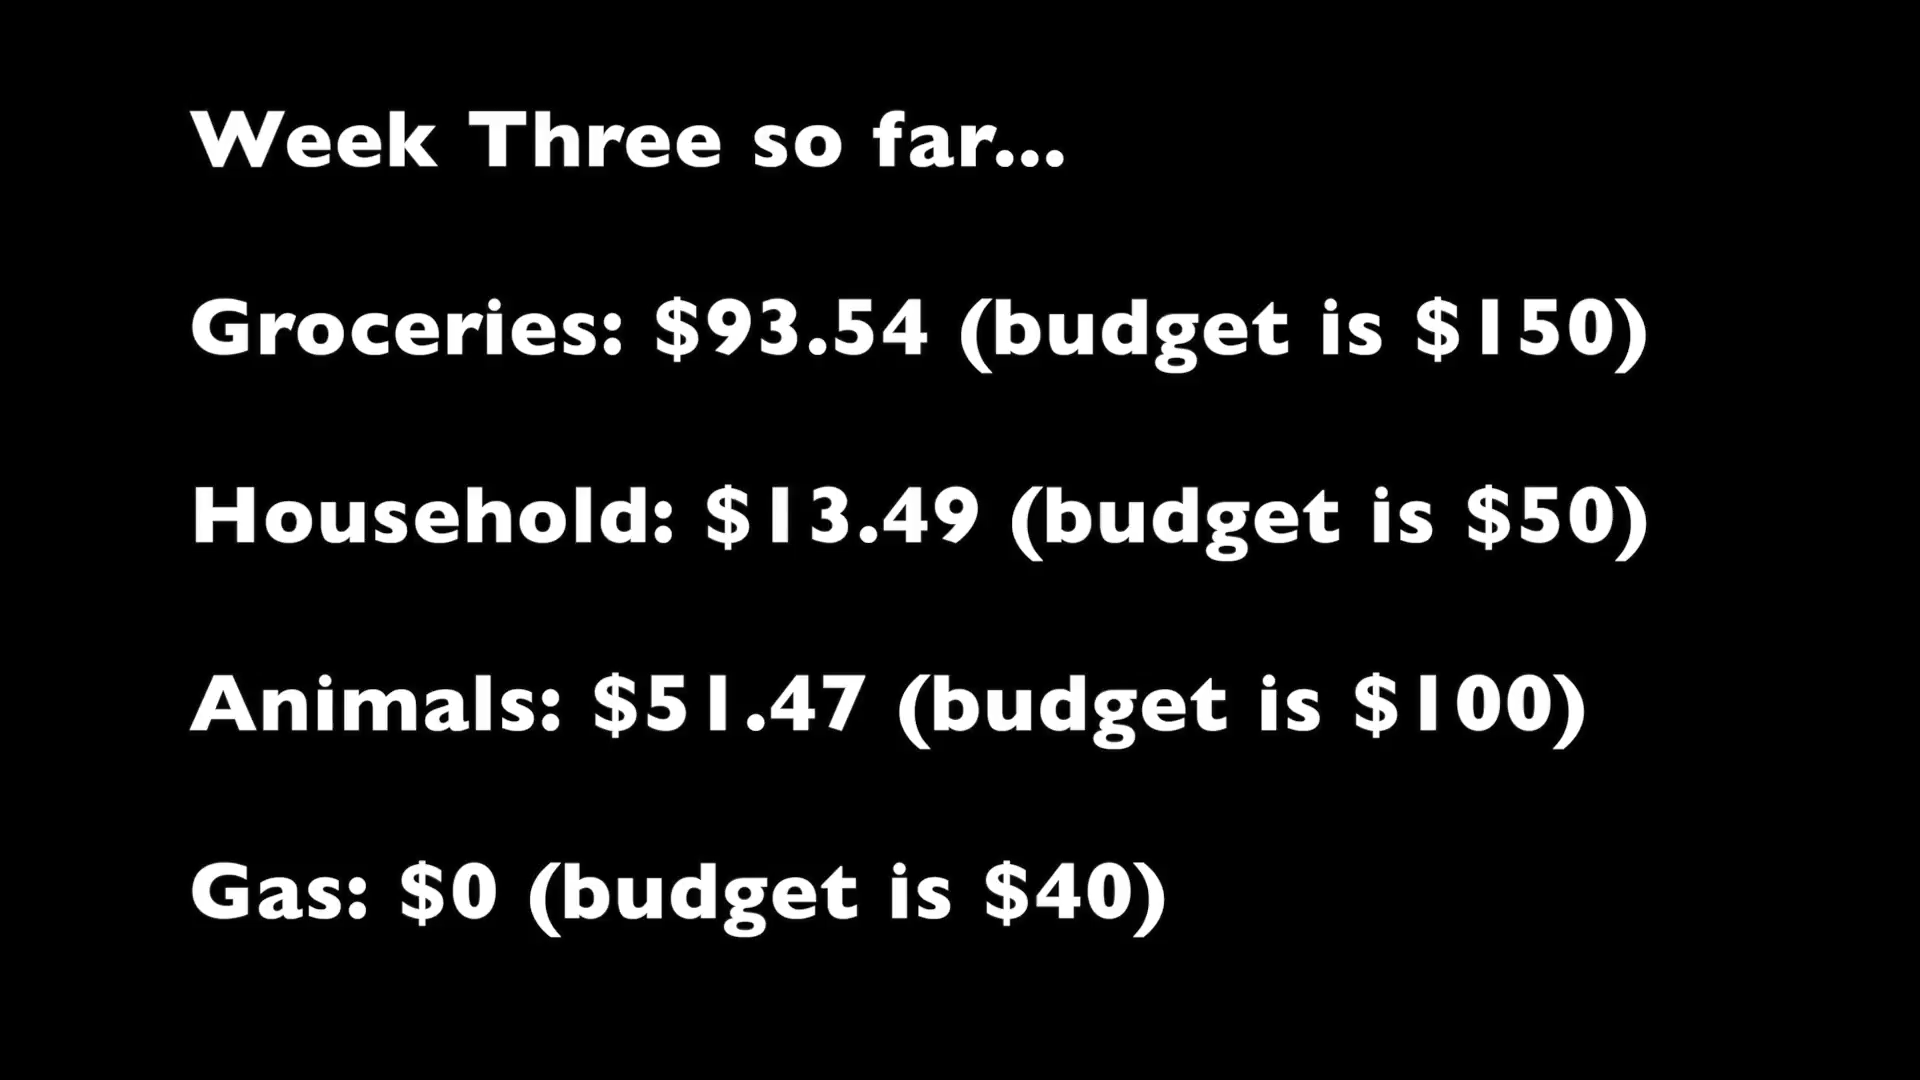 Week Three so far...
Groceries: $93.54 (budget is $150)
Household: $13.49 (budget is $50)
Animals: $51.47 (budget is $100)
Gas: $0 (budget is $40)